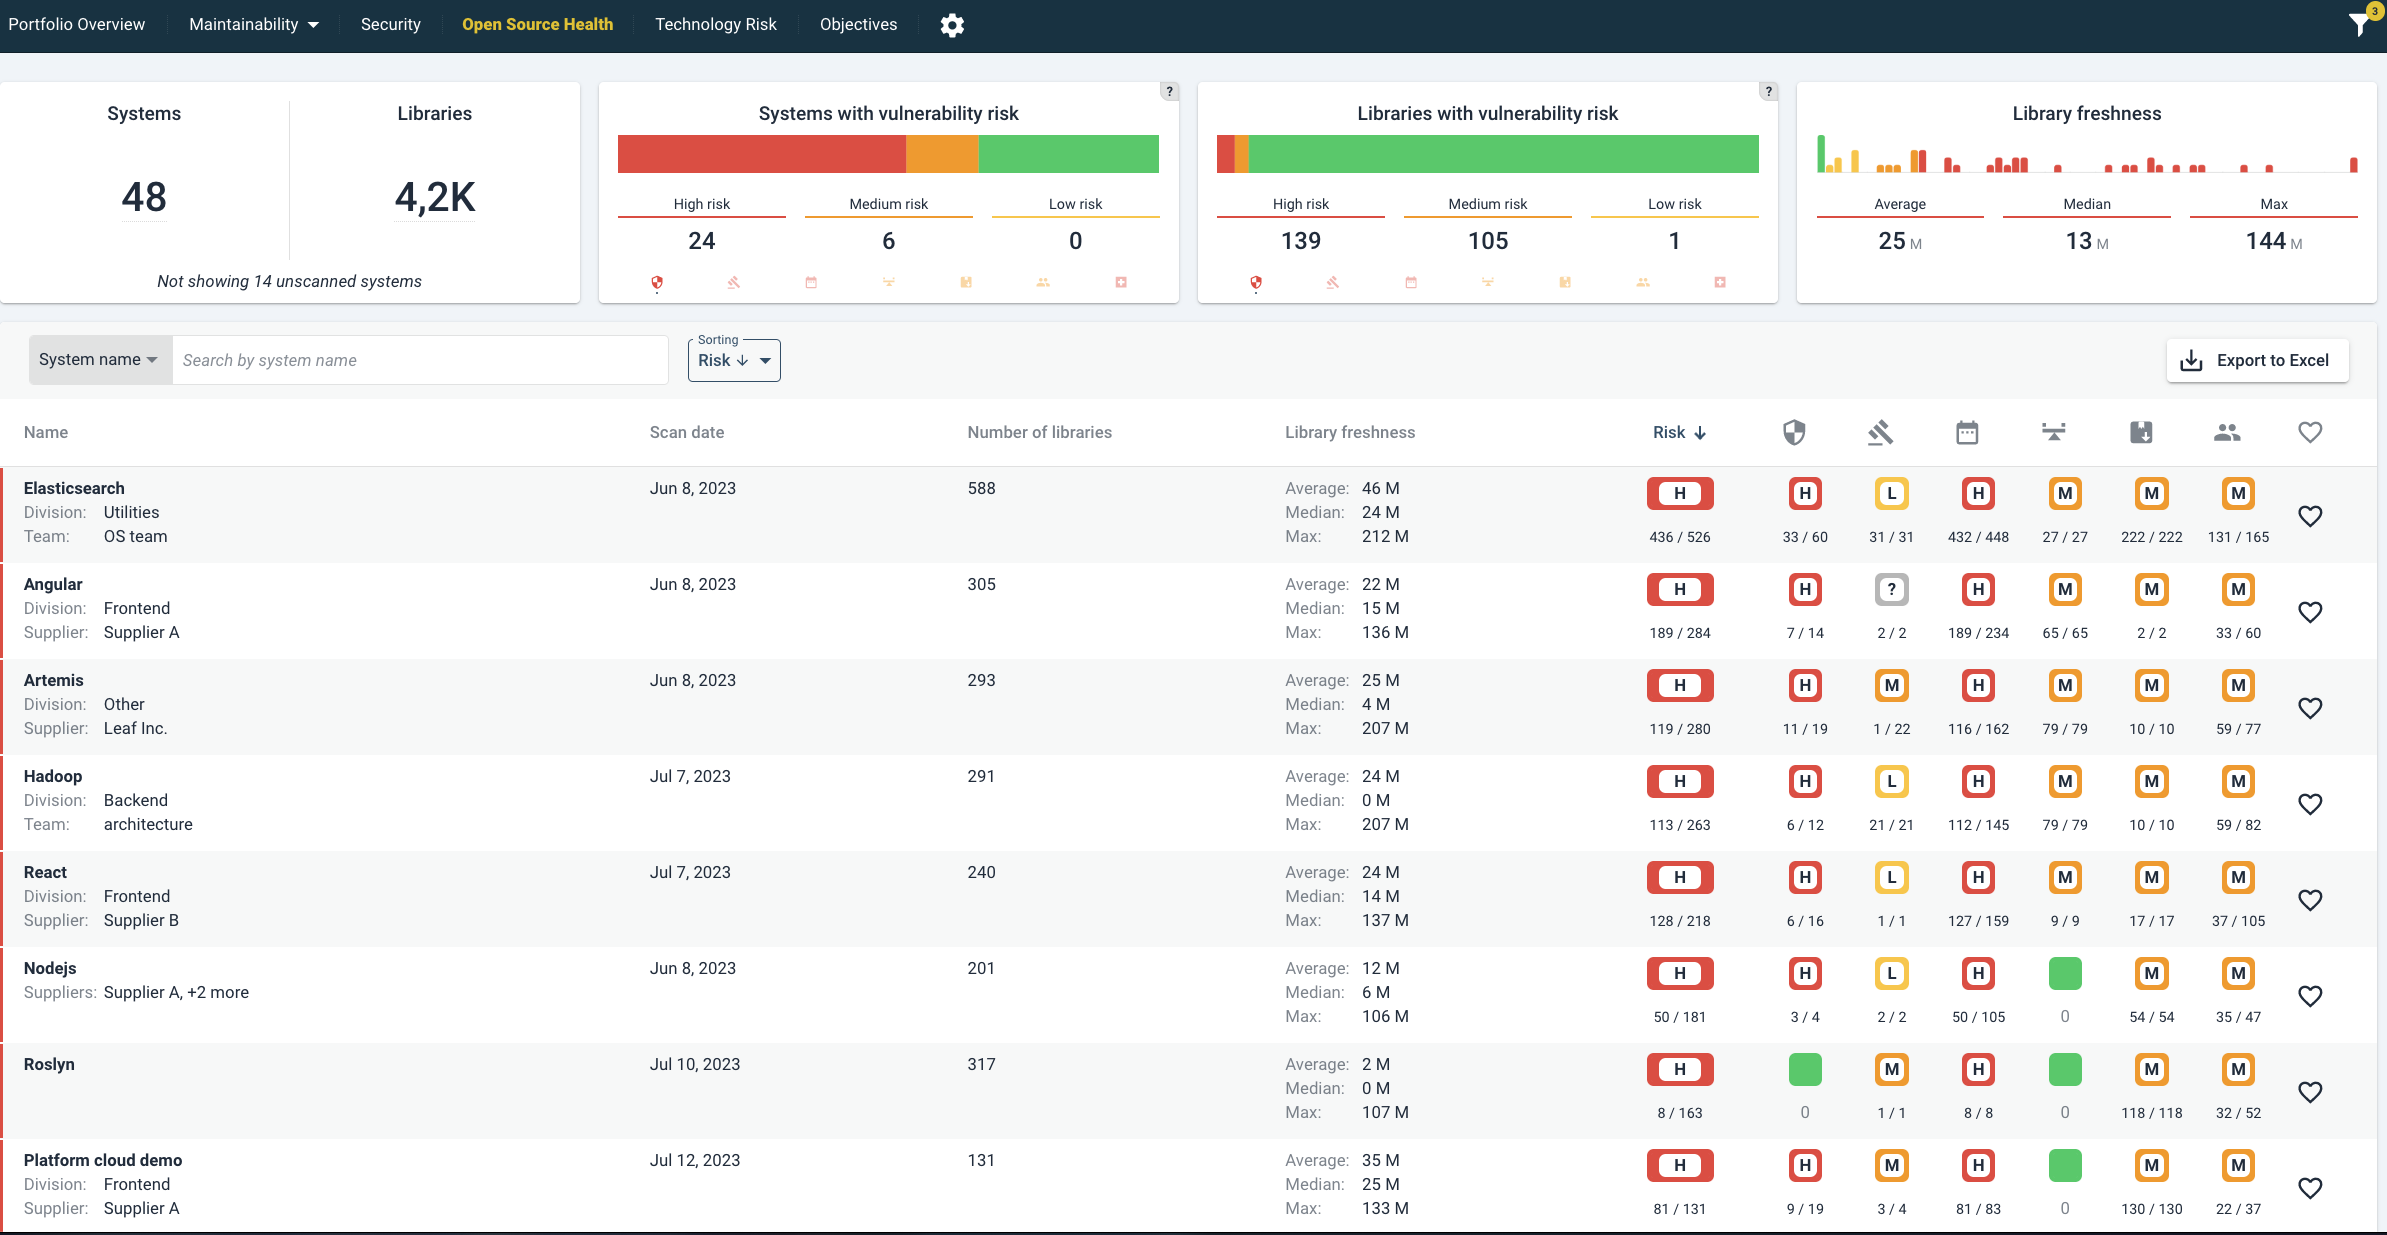 Portfolio Overview Maintainability Security Open Source Health Technology Risk Objectives 3
Systems Libraries
48 4,2K
Not showing 14 unscanned systems
Systems with vulnerability risk ?
High risk Medium risk Low risk
24 6 0
Libraries with vulnerability risk ?
High risk Medium risk Low risk
139 105 1
Library freshness
Average Median Max
25 M 13 M 144 M
System name Search by system name Sorting Risk ↓ Export to Excel
Name Scan date Number of libraries Library freshness Risk ↓
Elasticsearch Jun 8, 2023 588 Average: 46 M H H L H M M M
Division: Utilities Median: 24 M
Team: OS team Max: 212 M 436 / 526 33 / 60 31 / 31 432 / 448 27 / 27 222 / 222 131 / 165
Angular Jun 8, 2023 305 Average: 22 M H H ? H M M M
Division: Frontend Median: 15 M
Supplier: Supplier A Max: 136 M 189 / 284 7 / 14 2 / 2 189 / 234 65 / 65 2 / 2 33 / 60
Artemis Jun 8, 2023 293 Average: 25 M H H M H M M M
Division: Other Median: 4 M
Supplier: Leaf Inc. Max: 207 M 119 / 280 11 / 19 1 / 22 116 / 162 79 / 79 10 / 10 59 / 77
Hadoop Jul 7, 2023 291 Average: 24 M H H L H M M M
Division: Backend Median: 0 M
Team: architecture Max: 207 M 113 / 263 6 / 12 21 / 21 112 / 145 79 / 79 10 / 10 59 / 82
React Jul 7, 2023 240 Average: 24 M H H L H M M M
Division: Frontend Median: 14 M
Supplier: Supplier B Max: 137 M 128 / 218 6 / 16 1 / 1 127 / 159 9 / 9 17 / 17 37 / 105
Nodejs Jun 8, 2023 201 Average: 12 M H H L H M M
Suppliers: Supplier A, +2 more Median: 6 M
Max: 106 M 50 / 181 3 / 4 2 / 2 50 / 105 0 54 / 54 35 / 47
Roslyn Jul 10, 2023 317 Average: 2 M H M H M M
Median: 0 M
Max: 107 M 8 / 163 0 1 / 1 8 / 8 0 118 / 118 32 / 52
Platform cloud demo Jul 12, 2023 131 Average: 35 M H H M H M M
Division: Frontend Median: 25 M
Supplier: Supplier A Max: 133 M 81 / 131 9 / 19 3 / 4 81 / 83 0 130 / 130 22 / 37